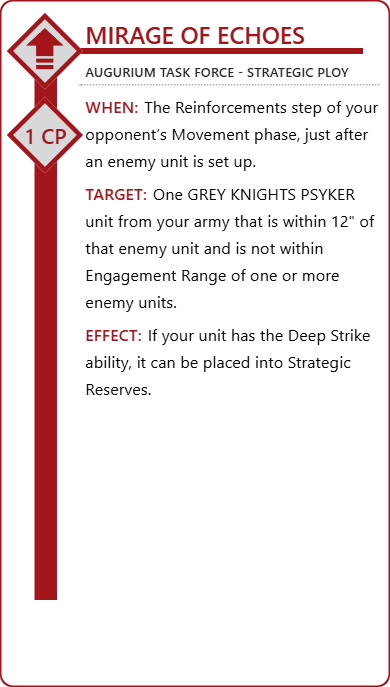 MIRAGE OF ECHOES
AUGURIUM TASK FORCE - STRATEGIC PLOY
1 CP
WHEN: The Reinforcements step of your
opponent’s Movement phase, just after
an enemy unit is set up.
TARGET: One GREY KNIGHTS PSYKER
unit from your army that is within 12" of
that enemy unit and is not within
Engagement Range of one or more
enemy units.
EFFECT: If your unit has the Deep Strike
ability, it can be placed into Strategic
Reserves.